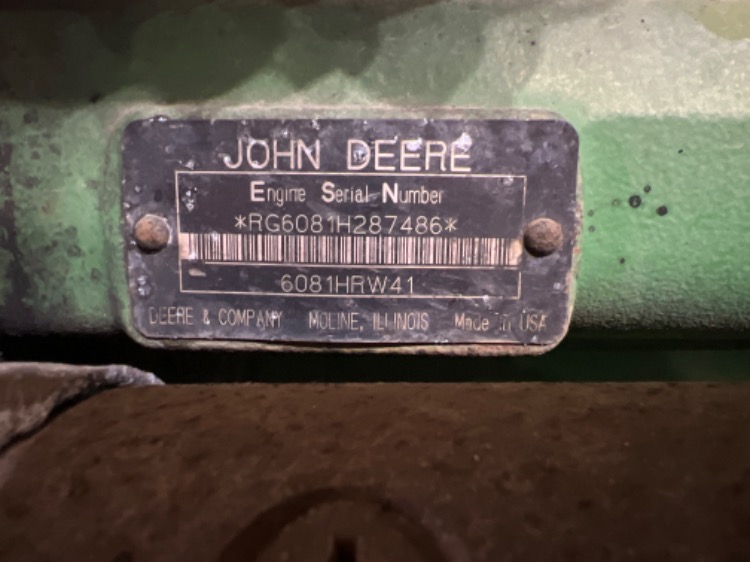 JOHN DEERE
Engine Serial Number
*RG6081H287486*
6081HRW41
DEERE & COMPANY MOLINE, ILLINOIS Made in USA